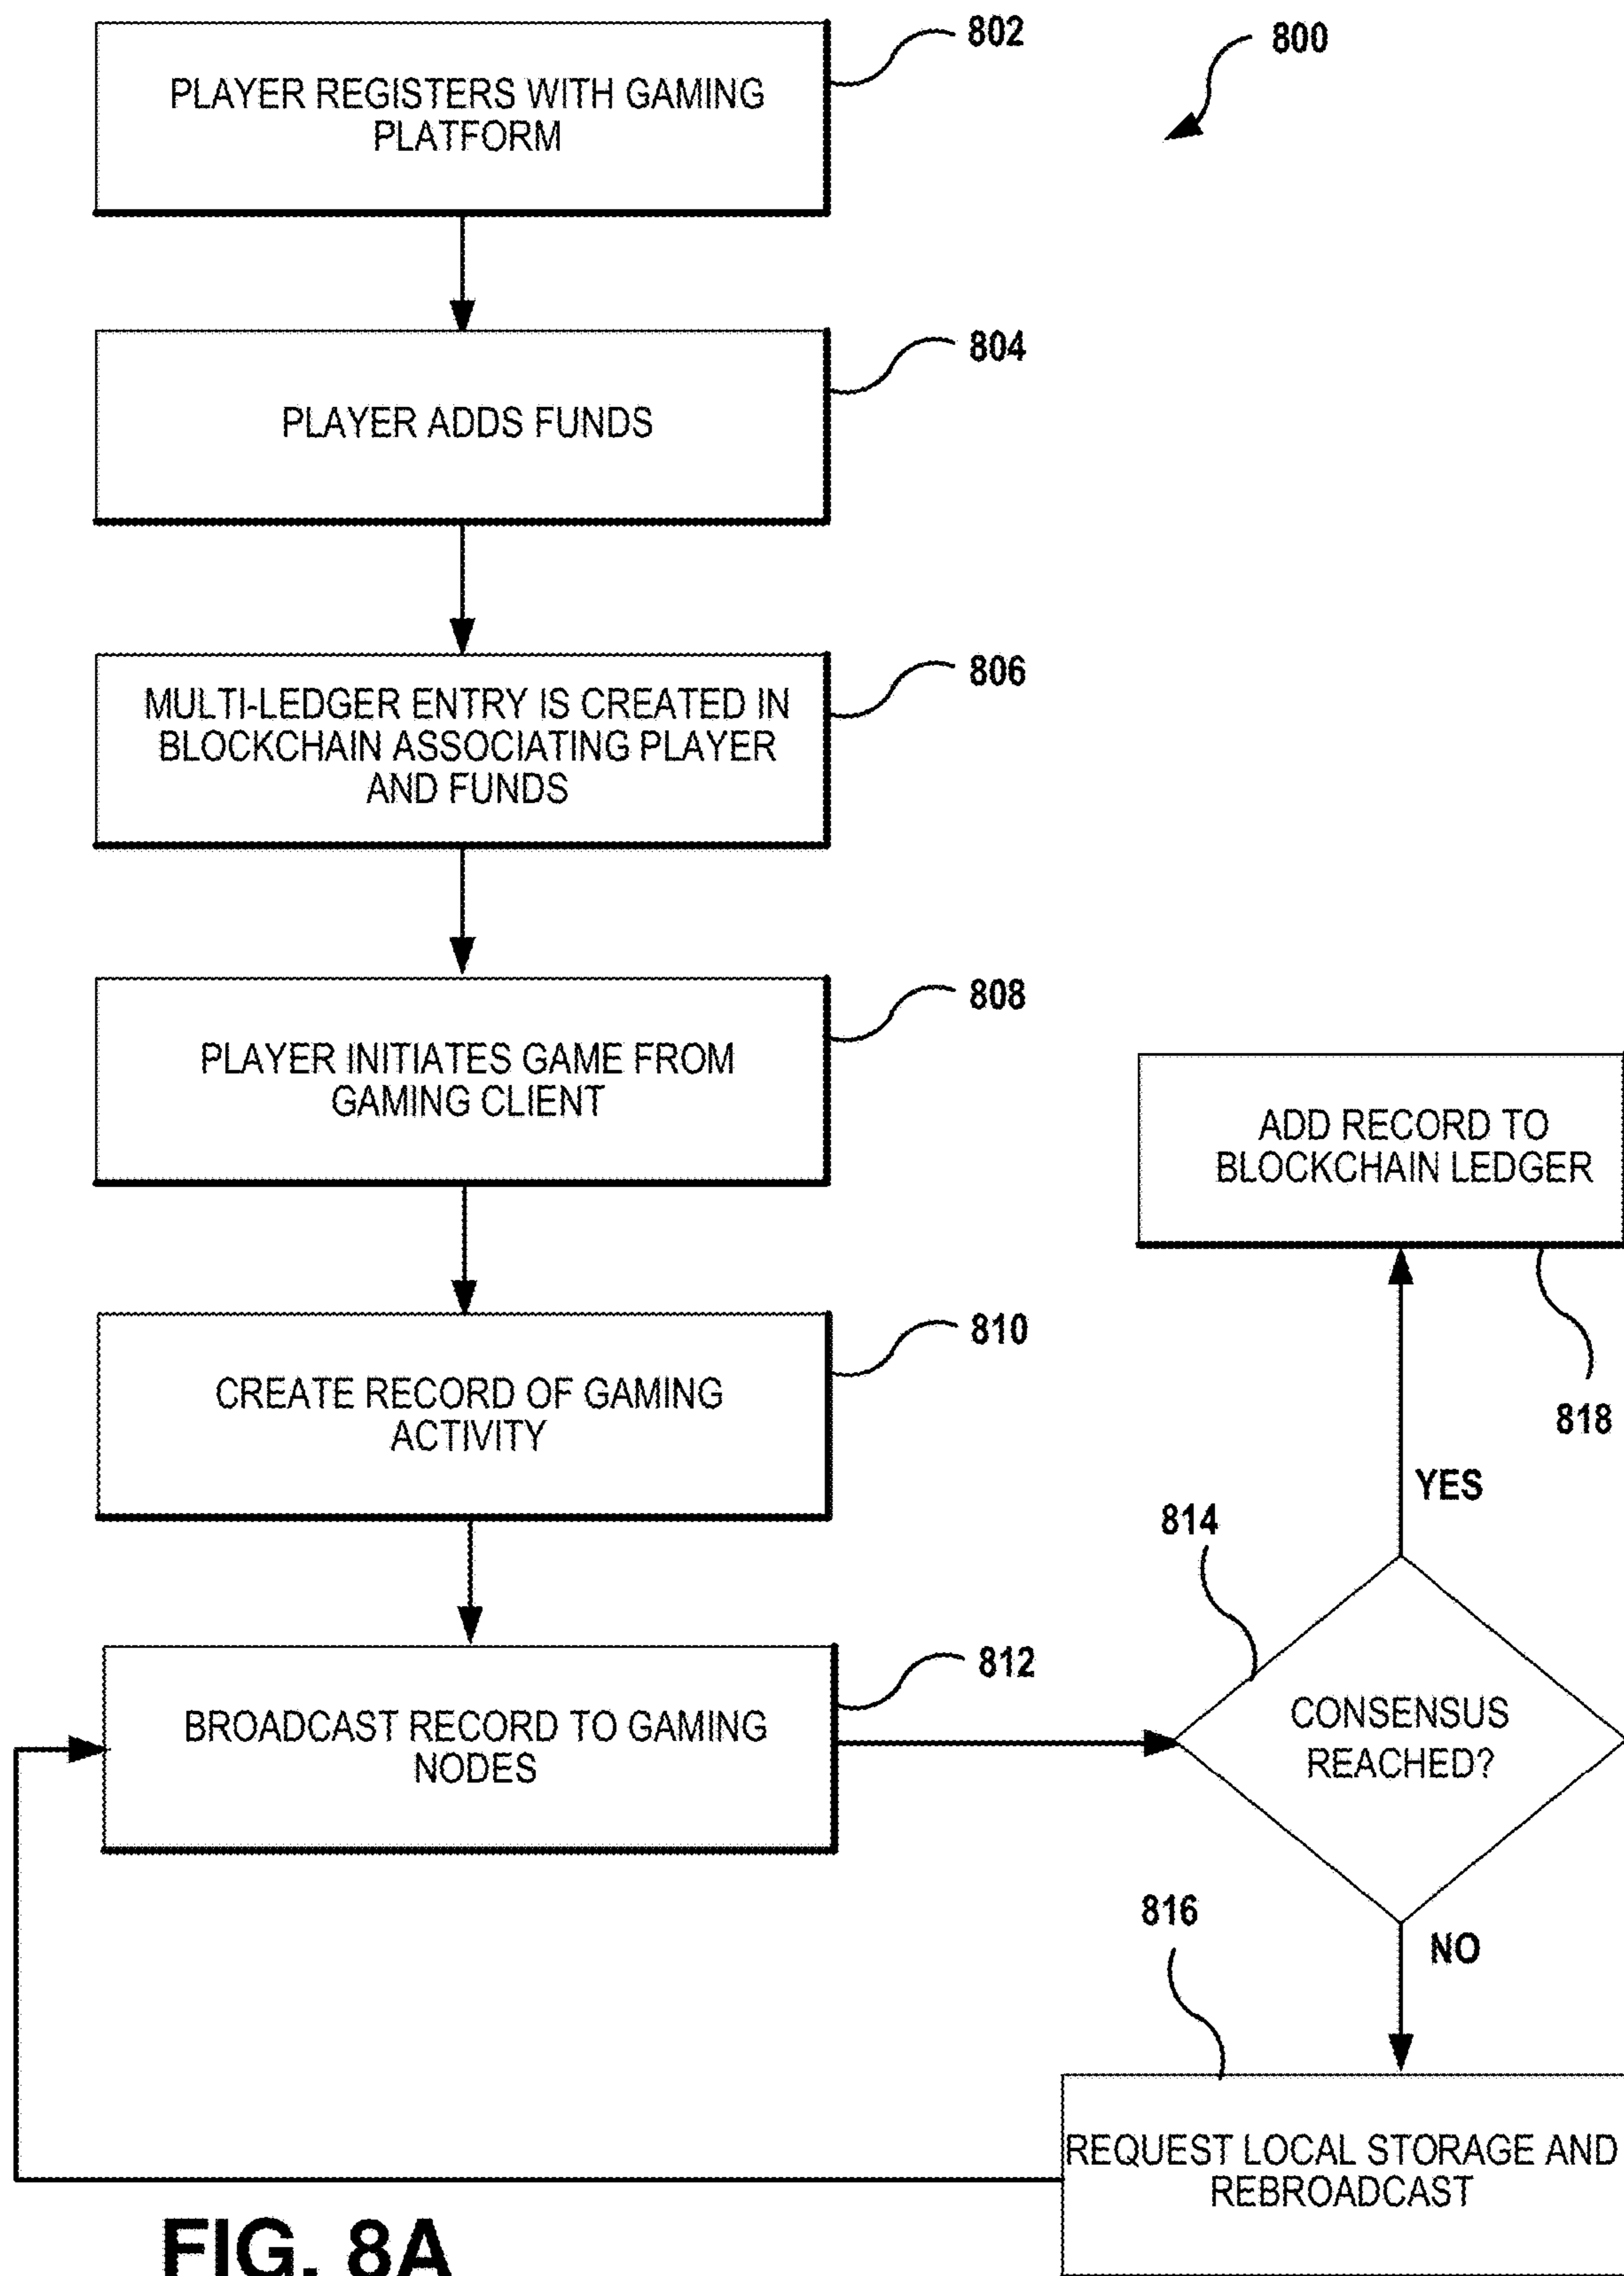 802
800
PLAYER REGISTERS WITH GAMING
PLATFORM
804
PLAYER ADDS FUNDS
806
MULTI-LEDGER ENTRY IS CREATED IN
BLOCKCHAIN ASSOCIATING PLAYER
AND FUNDS
808
PLAYER INITIATES GAME FROM
GAMING CLIENT
ADD RECORD TO
BLOCKCHAIN LEDGER
810
CREATE RECORD OF GAMING
ACTIVITY
818
YES
814
812
BROADCAST RECORD TO GAMING
NODES
CONSENSUS
REACHED?
816
NO
REQUEST LOCAL STORAGE AND
REBROADCAST
FIG. 8A